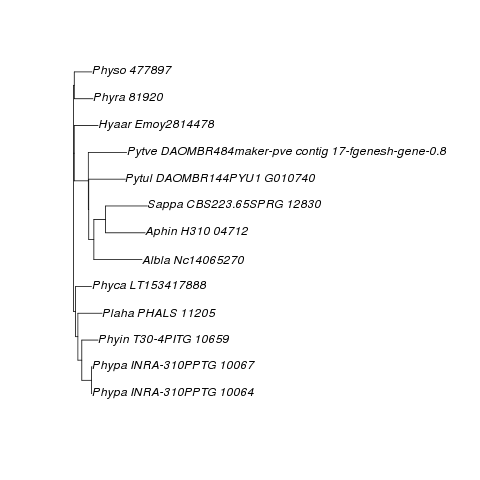 Physo 477897
Phyra 81920
Hyaar Emoy2814478
Pytve DAOMBR484maker-pve contig 17-fgenesh-gene-0.8
Pytul DAOMBR144PYU1 G010740
Sappa CBS223.65SPRG 12830
Aphin H310 04712
Albla Nc14065270
Phyca LT153417888
Plaha PHALS 11205
Phyin T30-4PITG 10659
Phypa INRA-310PPTG 10067
Phypa INRA-310PPTG 10064